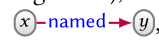 x named y,